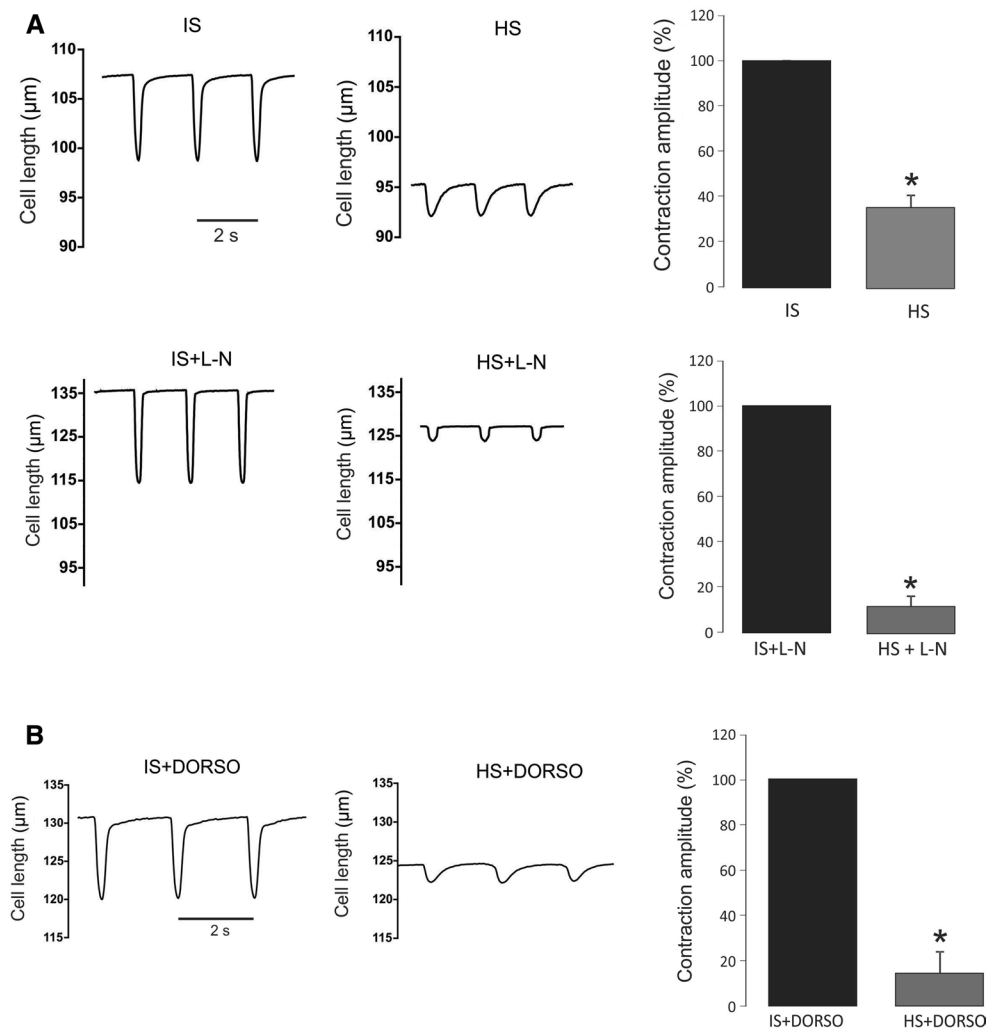 A
IS
Cell length (µm)
110
105
100
95
90
2 s
HS
Cell length (µm)
110
105
100
95
90
Contraction amplitude (%)
120
100
80
60
40
20
0
*
IS HS
IS+L-N
Cell length (µm)
135
125
115
105
95
HS+L-N
Cell length (µm)
135
125
115
105
95
Contraction amplitude (%)
120
100
80
60
40
20
0
*
IS+L-N HS + L-N
B
IS+DORSO
Cell length (µm)
135
130
125
120
115
2 s
HS+DORSO
Cell length (µm)
135
130
125
120
115
Contraction amplitude (%)
120
100
80
60
40
20
0
*
IS+DORSO HS+DORSO